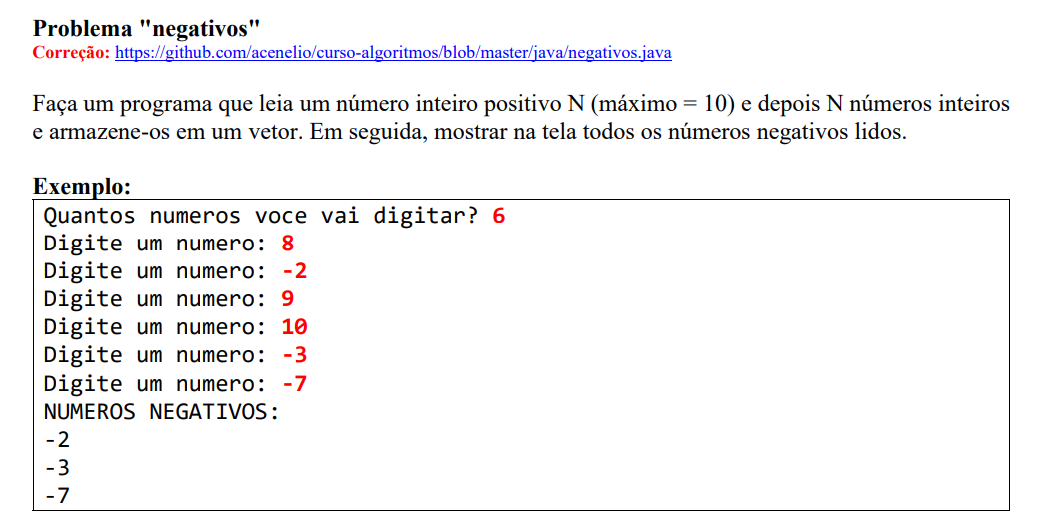 Problema "negativos"
Correção: https://github.com/acenelio/curso-algoritmos/blob/master/java/negativos.java
Faça um programa que leia um número inteiro positivo N (máximo = 10) e depois N números inteiros
e armazene-os em um vetor. Em seguida, mostrar na tela todos os números negativos lidos.
Exemplo:
Quantos numeros voce vai digitar? 6
Digite um numero: 8
Digite um numero: -2
Digite um numero: 9
Digite um numero: 10
Digite um numero: -3
Digite um numero: -7
NUMEROS NEGATIVOS:
-2
-3
-7